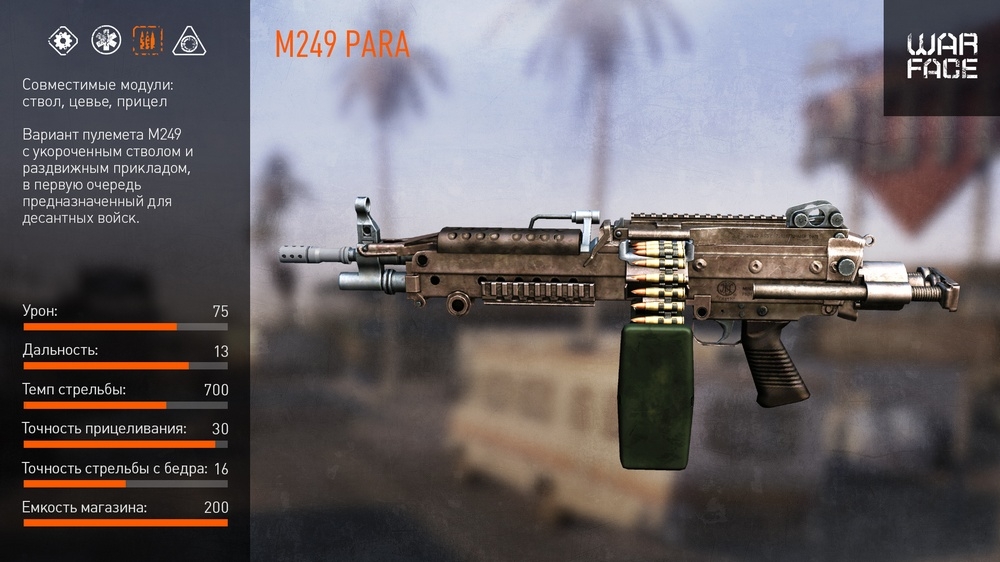 M249 PARA
WAR
FACE
Совместимые модули:
ствол, цевье, прицел
Вариант пулемета M249
с укороченным стволом и
раздвижным прикладом,
в первую очередь
предназначенный для
десантных войск.
Урон: 75
Дальность: 13
Темп стрельбы: 700
Точность прицеливания: 30
Точность стрельбы с бедра: 16
Емкость магазина: 200